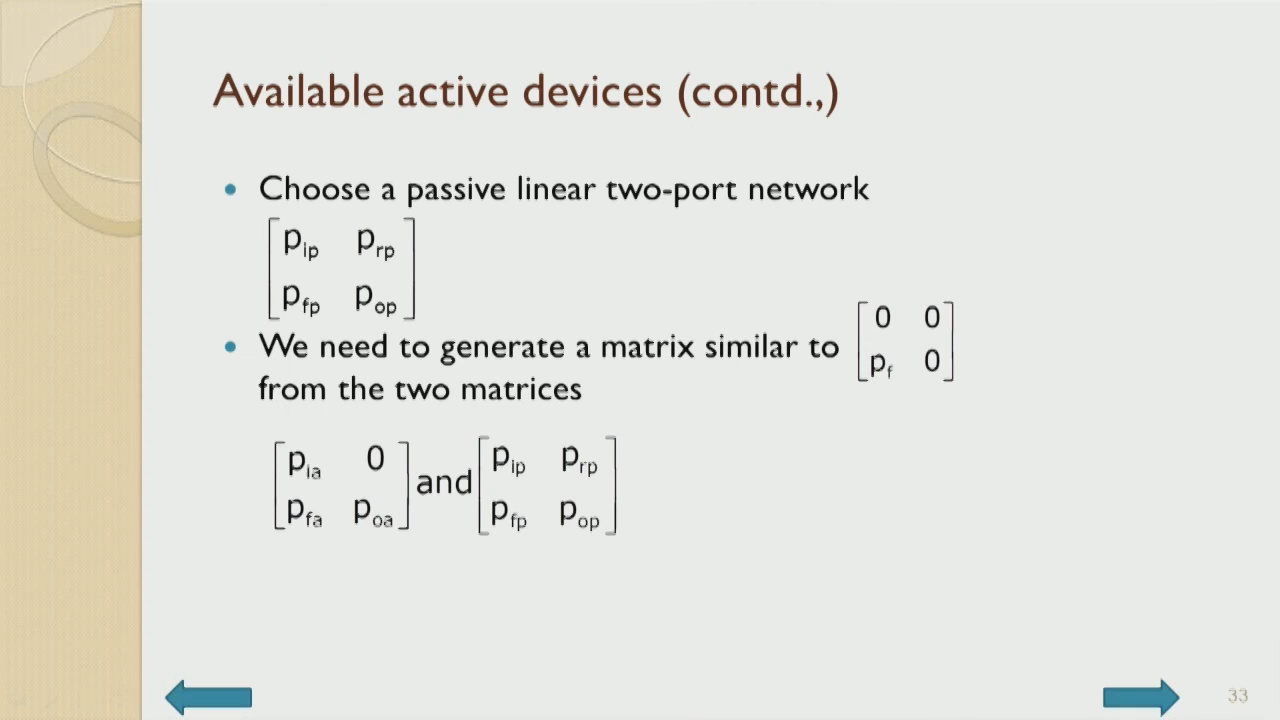 Available active devices (contd.,)
• Choose a passive linear two-port network
[ p_ip p_rp ]
[ p_fp p_op ]
• We need to generate a matrix similar to
[ 0 0 ]
[ p_f 0 ]
from the two matrices
[ p_ia 0 ] and [ p_ip p_rp ]
[ p_fa p_oa ] [ p_fp p_op ]
33